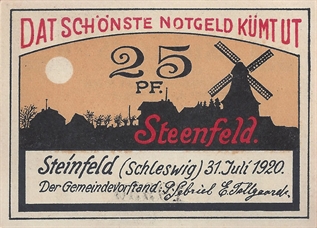 DAT SCHÖNSTE NOTGELD KÜMT UT
25
PF.
Steenfeld.
Steinfeld (Schleswig) 31. Juli 1920.
Der Gemeindevorstand: